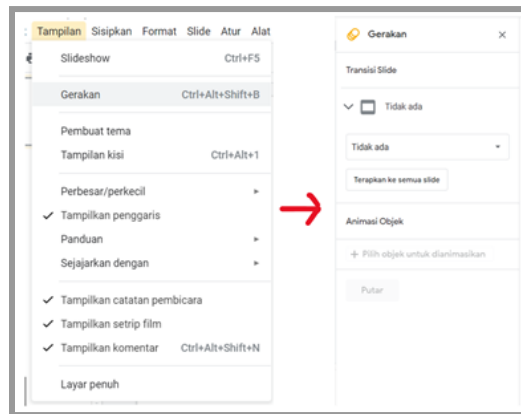 Tampilan Sisipkan Format Slide Atur Alat
Slideshow Ctrl+F5
Gerakan Ctrl+Alt+Shift+B
Pembuat tema
Tampilan kisi Ctrl+Alt+1
Perbesar/perkecil
Tampilkan penggaris
Panduan
Sejajarkan dengan
Tampilkan catatan pembicara
Tampilkan setrip film
Tampilkan komentar Ctrl+Alt+Shift+N
Layar penuh
Gerakan
Transisi Slide
Tidak ada
Tidak ada
Terapkan ke semua slide
Animasi Objek
+ Pilih objek untuk dianimasikan
Putar